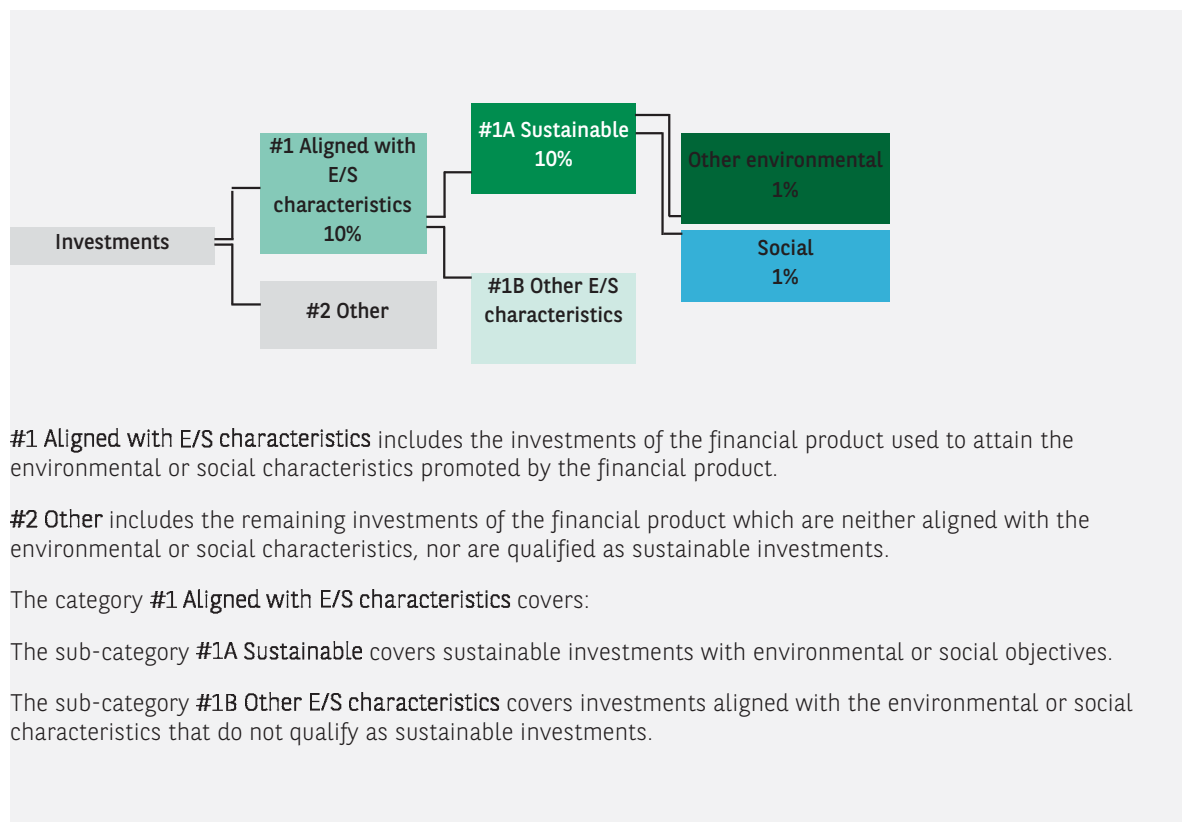 #1A Sustainable
10%
#1 Aligned with
E/S
characteristics
10%
Other environmental
1%
Investments
Social
1%
#1B Other E/S
characteristics
#2 Other
#1 Aligned with E/S characteristics includes the investments of the financial product used to attain the
environmental or social characteristics promoted by the financial product.
#2 Other includes the remaining investments of the financial product which are neither aligned with the
environmental or social characteristics, nor are qualified as sustainable investments.
The category #1 Aligned with E/S characteristics covers:
The sub-category #1A Sustainable covers sustainable investments with environmental or social objectives.
The sub-category #1B Other E/S characteristics covers investments aligned with the environmental or social
characteristics that do not qualify as sustainable investments.